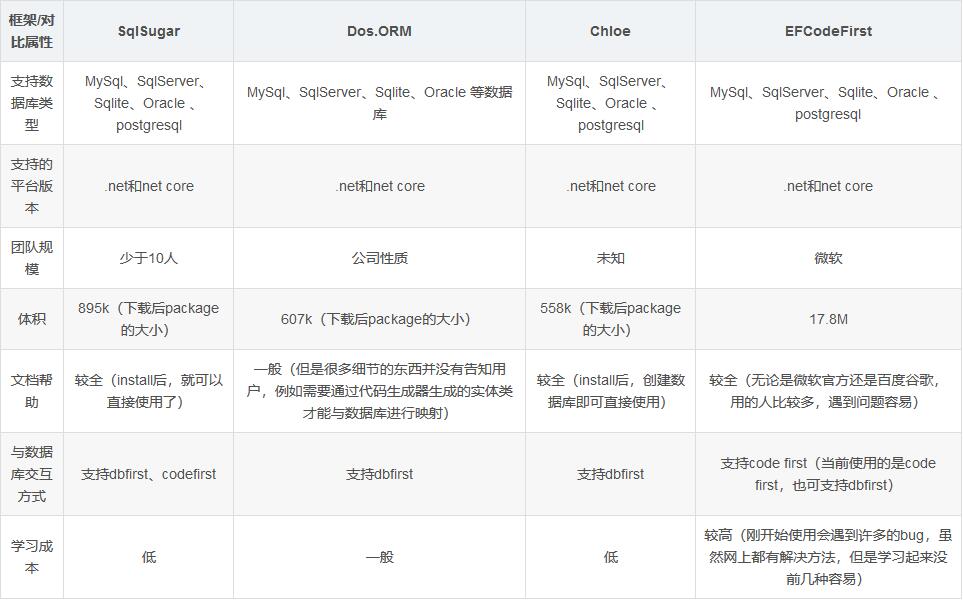 框架/对
比属性
SqlSugar
Dos.ORM
Chloe
EFCodeFirst
支持数
据库类
型
MySql、SqlServer、
Sqlite、Oracle 、
postgresql
MySql、SqlServer、Sqlite、Oracle 等数据
库
MySql、SqlServer、
Sqlite、Oracle 、
postgresql
MySql、SqlServer、Sqlite、Oracle 、
postgresql
支持的
平台版
本
.net和net core
.net和net core
.net和net core
.net和net core
团队规
模
少于10人
公司性质
未知
微软
体积
895k（下载后package
的大小）
607k（下载后package的大小）
558k（下载后package
的大小）
17.8M
文档帮
助
较全（install后，就可以
直接使用了）
一般（但是很多细节的东西并没有告知用
户，例如需要通过代码生成器生成的实体类
才能与数据库进行映射）
较全（install后，创建数
据库即可直接使用）
较全（无论是微软官方还是百度谷歌，
用的人比较多，遇到问题容易）
与数据
库交互
方式
支持dbfirst、codefirst
支持dbfirst
支持dbfirst
支持code first（当前使用的是code
first，也可支持dbfirst）
学习成
本
低
一般
低
较高（刚开始使用会遇到许多的bug，虽
然网上都有解决方法，但是学习起来没
前几种容易）